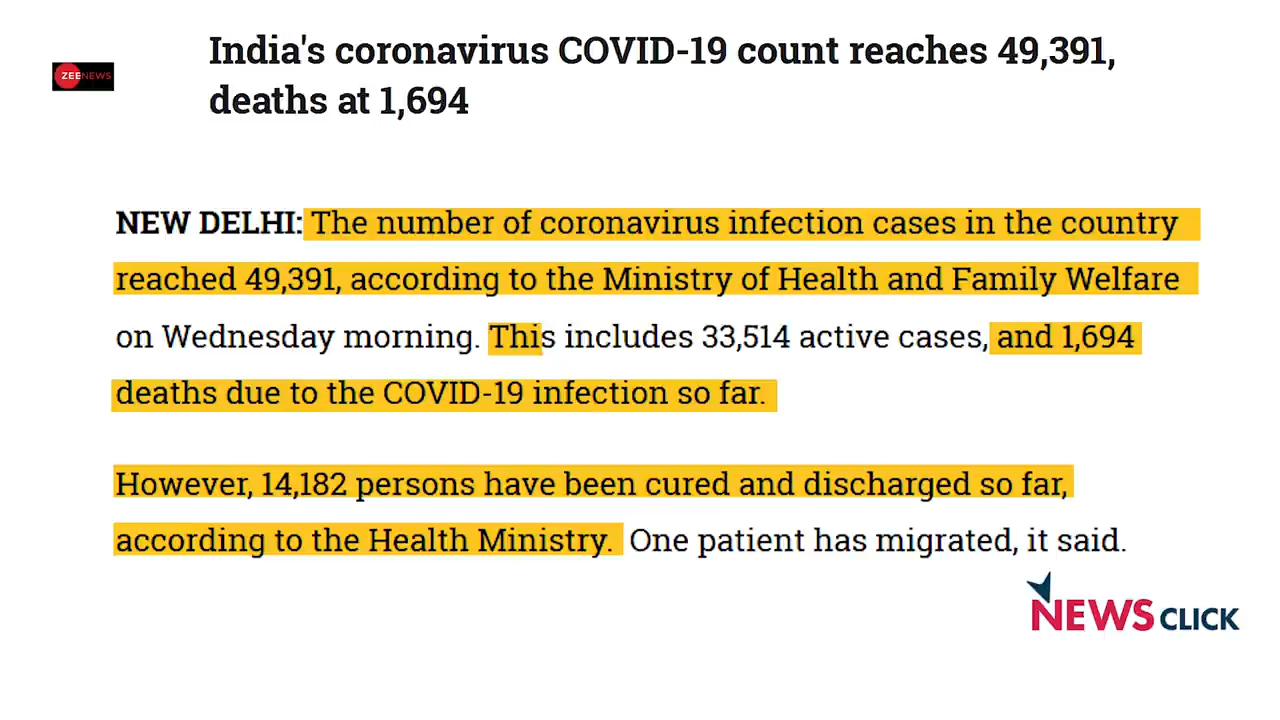 India's coronavirus COVID-19 count reaches 49,391,
ZEENEWS
deaths at 1,694
NEW DELHI: The number of coronavirus infection cases in the country
reached 49,391, according to the Ministry of Health and Family Welfare
on Wednesday morning. This includes 33,514 active cases, and 1,694
deaths due to the COVID-19 infection so far.
However, 14,182 persons have been cured and discharged so far,
according to the Health Ministry. One patient has migrated, it said.
NEWSCLICK